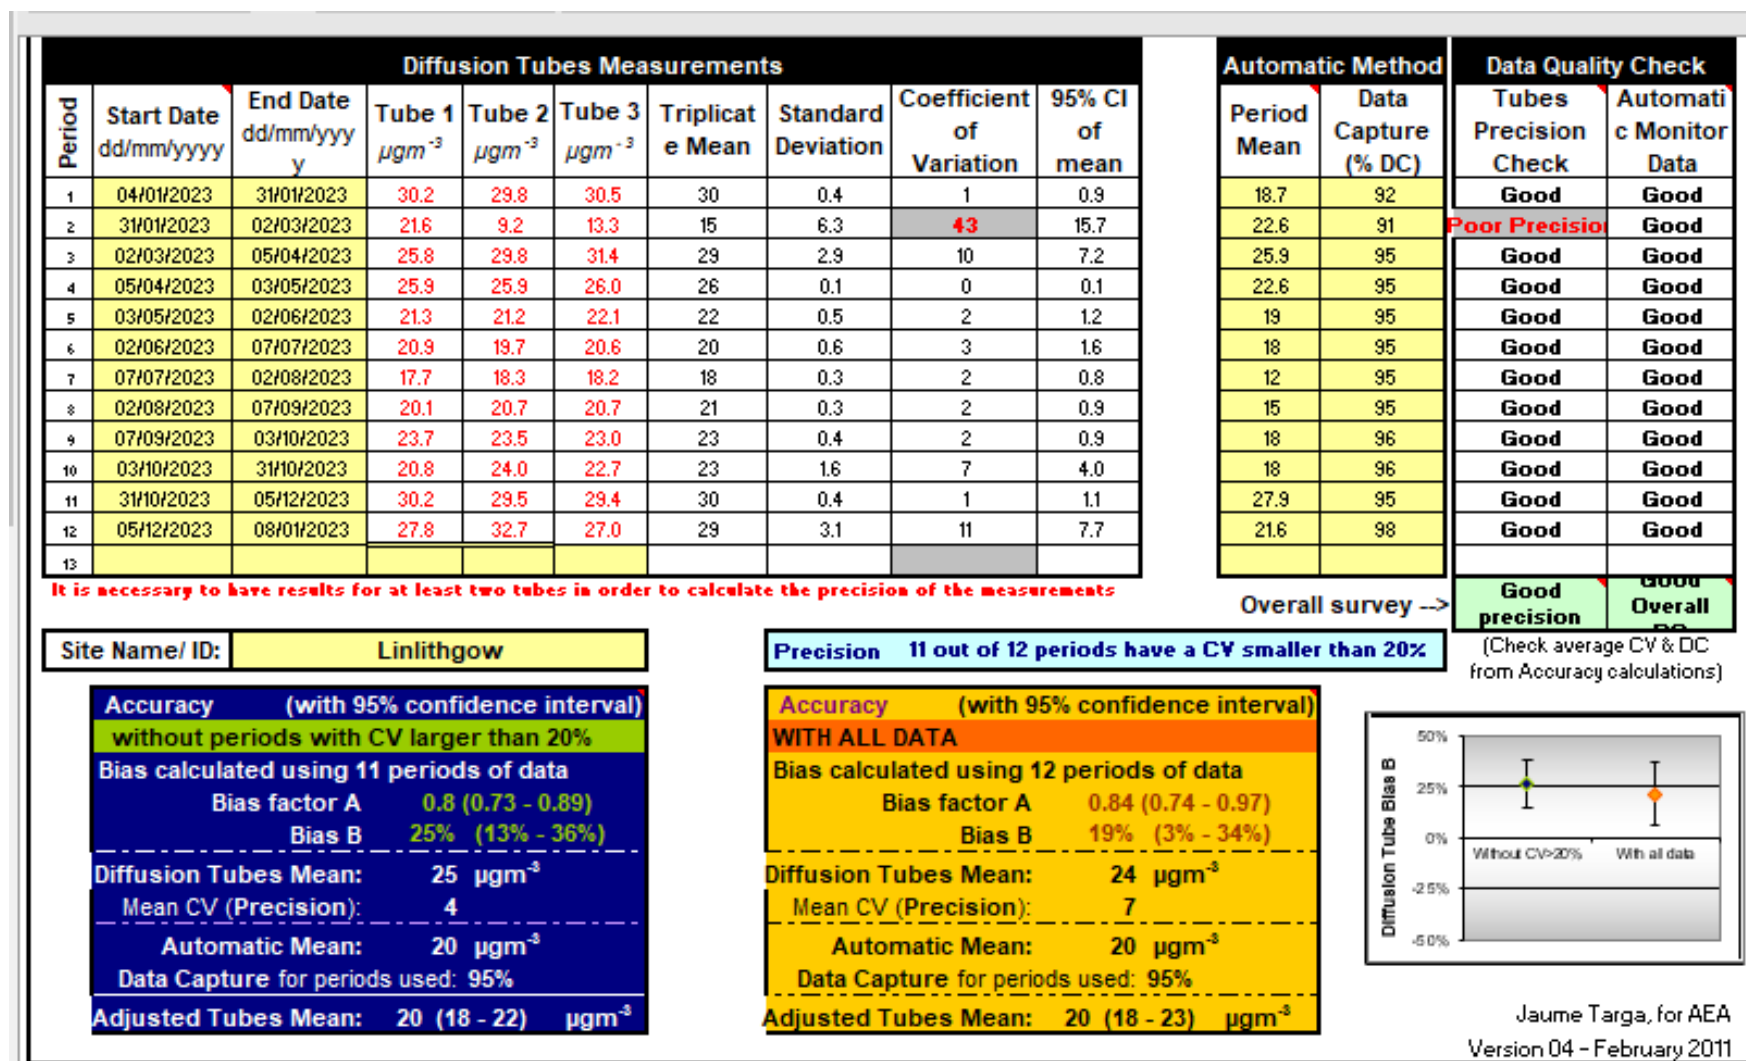 Diffusion Tubes Measurements
Automatic Method
Data Quality Check
Period
Start Date dd/mm/yyyy
End Date dd/mm/yyy y
Tube 1 µgm-3
Tube 2 µgm-3
Tube 3 µgm-3
Triplicat e Mean
Standard Deviation
Coefficient of Variation
95% CI of mean
Period Mean
Data Capture (% DC)
Tubes Precision Check
Automati c Monitor Data
1 04/01/2023 31/01/2023 30.2 29.8 30.5 30 0.4 1 0.9 18.7 92 Good Good
2 31/01/2023 02/03/2023 21.6 9.2 13.3 15 6.3 43 15.7 22.6 91 Poor Precisio Good
3 02/03/2023 05/04/2023 25.8 29.8 31.4 29 2.9 10 7.2 25.9 95 Good Good
4 05/04/2023 03/05/2023 25.9 25.9 26.0 26 0.1 0 0.1 22.6 95 Good Good
5 03/05/2023 02/06/2023 21.3 21.2 22.1 22 0.5 2 1.2 19 95 Good Good
6 02/06/2023 07/07/2023 20.9 19.7 20.6 20 0.6 3 1.6 18 95 Good Good
7 07/07/2023 02/08/2023 17.7 18.3 18.2 18 0.3 2 0.8 12 95 Good Good
8 02/08/2023 07/09/2023 20.1 20.7 20.7 21 0.3 2 0.9 15 95 Good Good
9 07/09/2023 03/10/2023 23.7 23.5 23.0 23 0.4 2 0.9 18 96 Good Good
10 03/10/2023 31/10/2023 20.8 24.0 22.7 23 1.6 7 4.0 18 96 Good Good
11 31/10/2023 05/12/2023 30.2 29.5 29.4 30 0.4 1 1.1 27.9 95 Good Good
12 05/12/2023 08/01/2023 27.8 32.7 27.0 29 3.1 11 7.7 21.6 98 Good Good
13
It is necessary to have results for at least two tubes in order to calculate the precision of the measurements
Overall survey -->
Good precision
Good Overall DC
(Check average CV & DC
from Accuracy calculations)
Site Name/ ID: Linlithgow
Precision 11 out of 12 periods have a CV smaller than 20%
Accuracy (with 95% confidence interval)
without periods with CV larger than 20%
Bias calculated using 11 periods of data
Bias factor A 0.8 (0.73 - 0.89)
Bias B 25% (13% - 36%)
Diffusion Tubes Mean: 25 µgm-3
Mean CV (Precision): 4
Automatic Mean: 20 µgm-3
Data Capture for periods used: 95%
Adjusted Tubes Mean: 20 (18 - 22) µgm-3
Accuracy (with 95% confidence interval)
WITH ALL DATA
Bias calculated using 12 periods of data
Bias factor A 0.84 (0.74 - 0.97)
Bias B 19% (3% - 34%)
Diffusion Tubes Mean: 24 µgm-3
Mean CV (Precision): 7
Automatic Mean: 20 µgm-3
Data Capture for periods used: 95%
Adjusted Tubes Mean: 20 (18 - 23) µgm-3
Diffusion Tube Bias B
50%
25%
0%
-25%
-50%
Without CV>20%
With all data
Jaume Targa, for AEA
Version 04 - February 2011